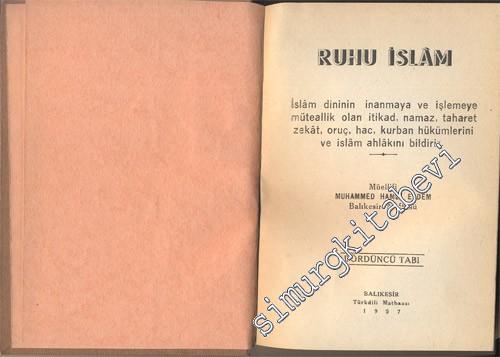 RUHU İSLÂM
İslâm dininin inanmaya ve işlemeye
müteallik olan itikad, namaz, taharet
zekât, oruç, hac, kurban hükümlerini
ve islâm ahlâkını bildirir
MUHAMMED
Balıkesir
DÖRDÜNCÜ TABI
BALIKESİR
Türkdili Matbaası
1957
simurgkitabevi